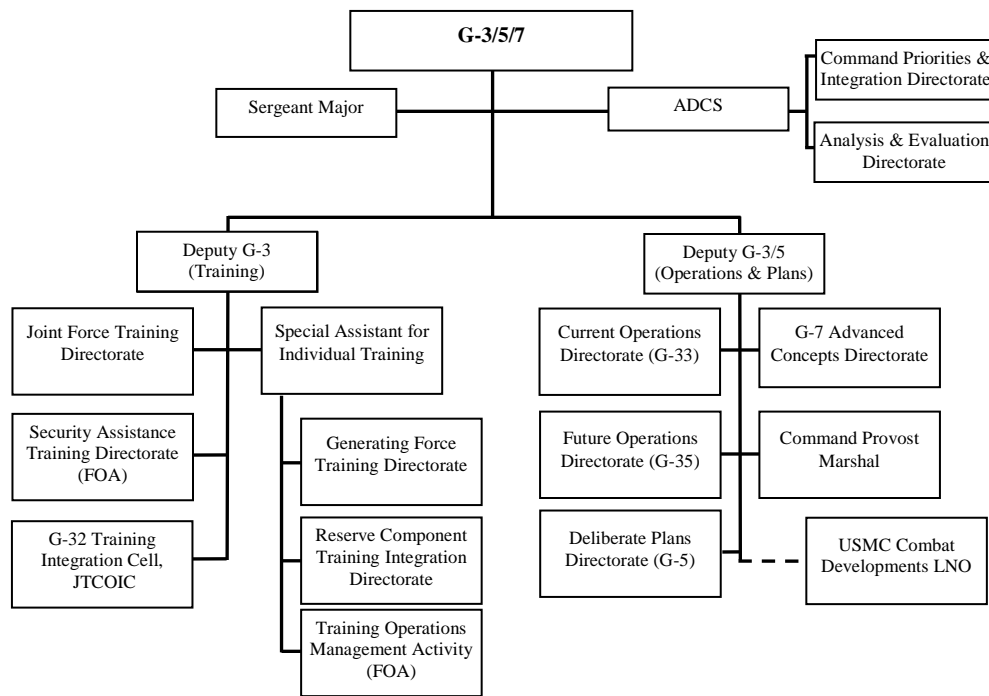 G-3/5/7
Sergeant Major
ADCS
Command Priorities &
Integration Directorate
Analysis & Evaluation
Directorate
Deputy G-3
(Training)
Deputy G-3/5
(Operations & Plans)
Joint Force Training
Directorate
Special Assistant for
Individual Training
Current Operations
Directorate (G-33)
G-7 Advanced
Concepts Directorate
Security Assistance
Training Directorate
(FOA)
Generating Force
Training Directorate
Future Operations
Directorate (G-35)
Command Provost
Marshal
G-32 Training
Integration Cell,
JTCOIC
Reserve Component
Training Integration
Directorate
Deliberate Plans
Directorate (G-5)
USMC Combat
Developments LNO
Training Operations
Management Activity
(FOA)